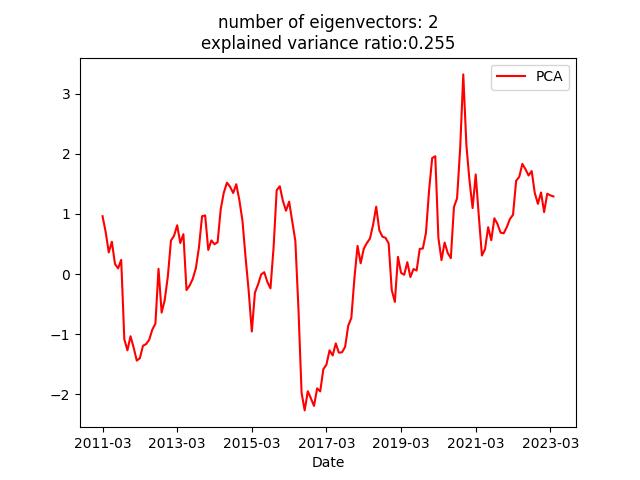 number of eigenvectors: 2
explained variance ratio:0.255
PCA
3
2
1
0
−1
−2
2011-03 2013-03 2015-03 2017-03 2019-03 2021-03 2023-03
Date